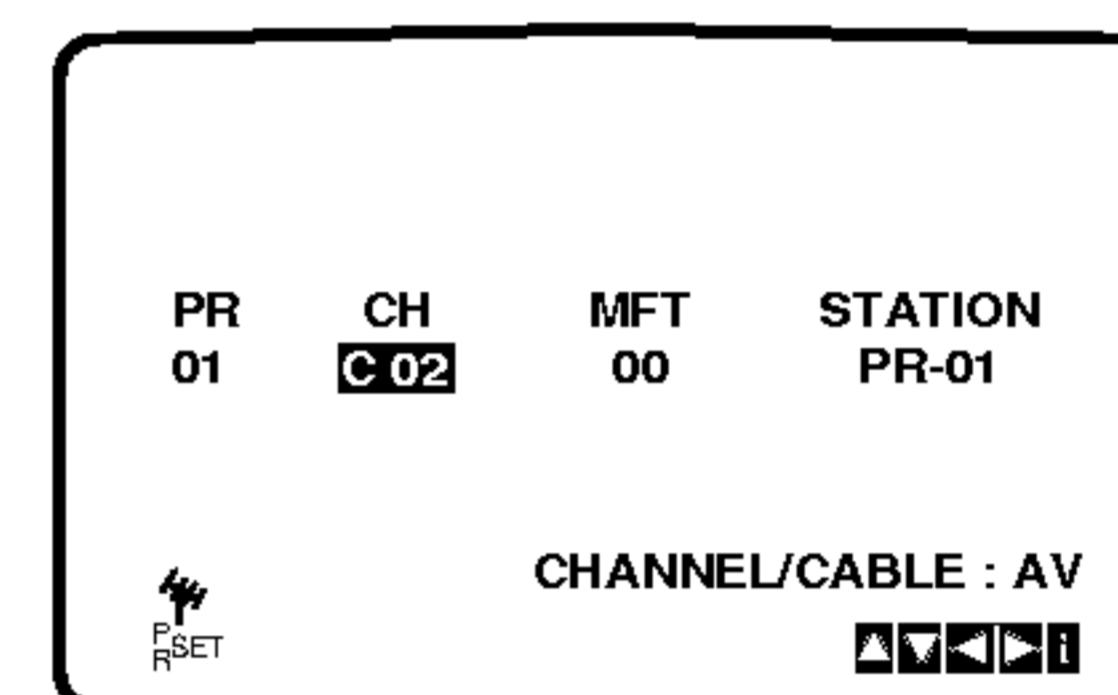 PR CH MFT STATION
01 C 02 00 PR-01
CHANNEL/CABLE : AV
PR SET
▲ ▼ ◀ ▶ i